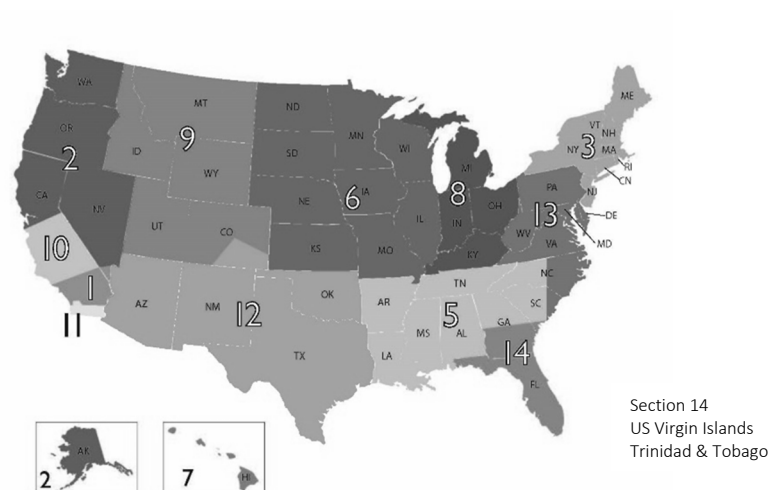 WA
OR
2
CA
NV
MT
9
ID
WY
UT
CO
10
1
11
AZ
NM
12
OK
TX
ND
MN
SD
WI
NE
6
IA
IL
KS
MO
MI
8
OH
IN
KY
ME
VT
NH
3
NY
MA
RI
CN
NJ
PA
13
DE
MD
WV
VA
NC
TN
SC
AR
5
MS
AL
GA
LA
14
FL
AK
2
7
HI
Section 14
US Virgin Islands
Trinidad & Tobago